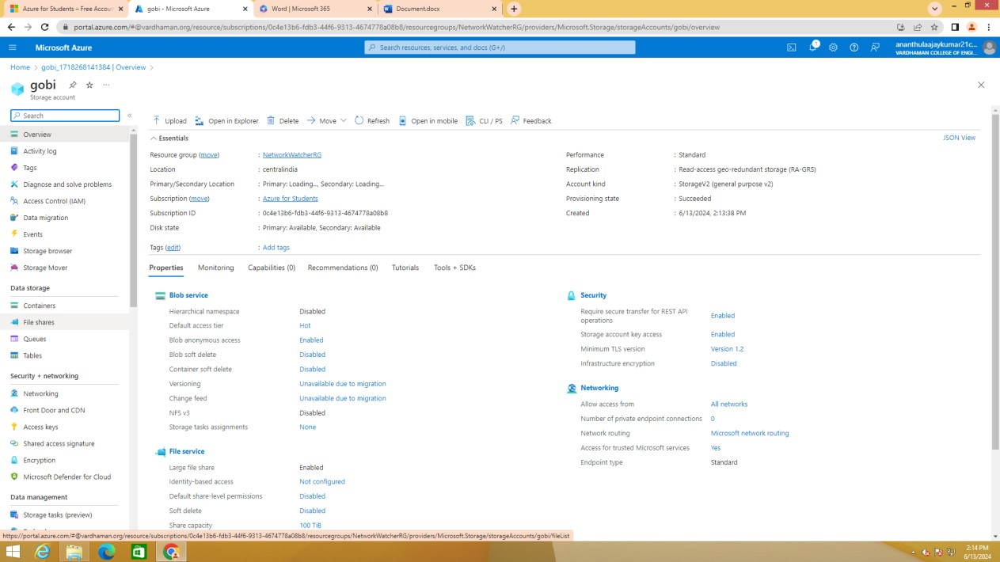 Azure for Students – Free Accou
gobi - Microsoft Azure
Word | Microsoft 365
Document.docx
portal.azure.com/#@vardhaman.org/resource/subscriptions/0c4e13b6-fdb3-44f6-9313-4674778a08b8/resourcegroups/NetworkWatcherRG/providers/Microsoft.Storage/storageAccounts/gobi/overview
Microsoft Azure
Search resources, services, and docs (G+/)
1
ananthulaajaykumar21c...
VARDHAMAN COLLEGE OF ENGI...
Home > gobi_1718268141384 | Overview >
gobi
Storage account
Search
Upload Open in Explorer Delete Move Refresh Open in mobile CLI / PS Feedback
Overview
Activity log
Tags
Diagnose and solve problems
Access Control (IAM)
Data migration
Events
Storage browser
Storage Mover
Data storage
Containers
File shares
Queues
Tables
Security + networking
Networking
Front Door and CDN
Access keys
Shared access signature
Encryption
Microsoft Defender for Cloud
Data management
Storage tasks (preview)
Essentials
JSON View
Resource group (move) : NetworkWatcherRG
Location : centralindia
Primary/Secondary Location : Primary: Loading..., Secondary: Loading...
Subscription (move) : Azure for Students
Subscription ID : 0c4e13b6-fdb3-44f6-9313-4674778a08b8
Disk state : Primary: Available, Secondary: Available
Tags (edit) : Add tags
Performance : Standard
Replication : Read-access geo-redundant storage (RA-GRS)
Account kind : StorageV2 (general purpose v2)
Provisioning state : Succeeded
Created : 6/13/2024, 2:13:38 PM
Properties Monitoring Capabilities (0) Recommendations (0) Tutorials Tools + SDKs
Blob service
Hierarchical namespace Disabled
Default access tier Hot
Blob anonymous access Enabled
Blob soft delete Disabled
Container soft delete Disabled
Versioning Unavailable due to migration
Change feed Unavailable due to migration
NFS v3 Disabled
Storage tasks assignments None
File service
Large file share Enabled
Identity-based access Not configured
Default share-level permissions Disabled
Soft delete Disabled
Share capacity 100 TiB
Security
Require secure transfer for REST API
operations Enabled
Storage account key access Enabled
Minimum TLS version Version 1.2
Infrastructure encryption Disabled
Networking
Allow access from All networks
Number of private endpoint connections 0
Network routing Microsoft network routing
Access for trusted Microsoft services Yes
Endpoint type Standard
https://portal.azure.com/#@vardhaman.org/resource/subscriptions/0c4e13b6-fdb3-44f6-9313-4674778a08b8/resourcegroups/NetworkWatcherRG/providers/Microsoft.Storage/storageAccounts/gobi/fileList
2:14 PM
6/13/2024